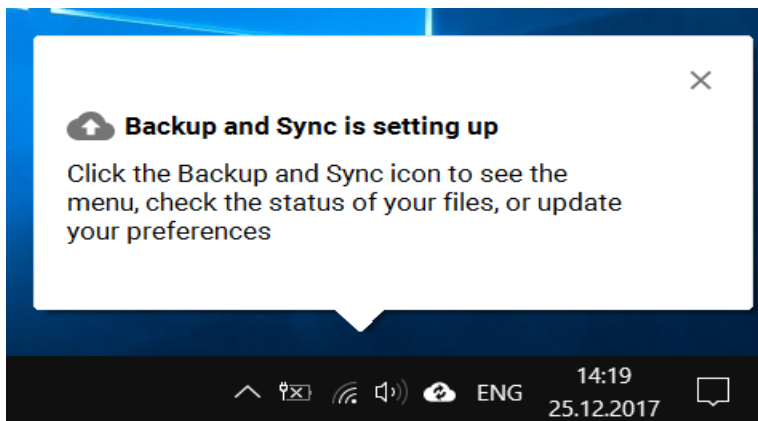 Backup and Sync is setting up
Click the Backup and Sync icon to see the
menu, check the status of your files, or update
your preferences
ENG
14:19
25.12.2017